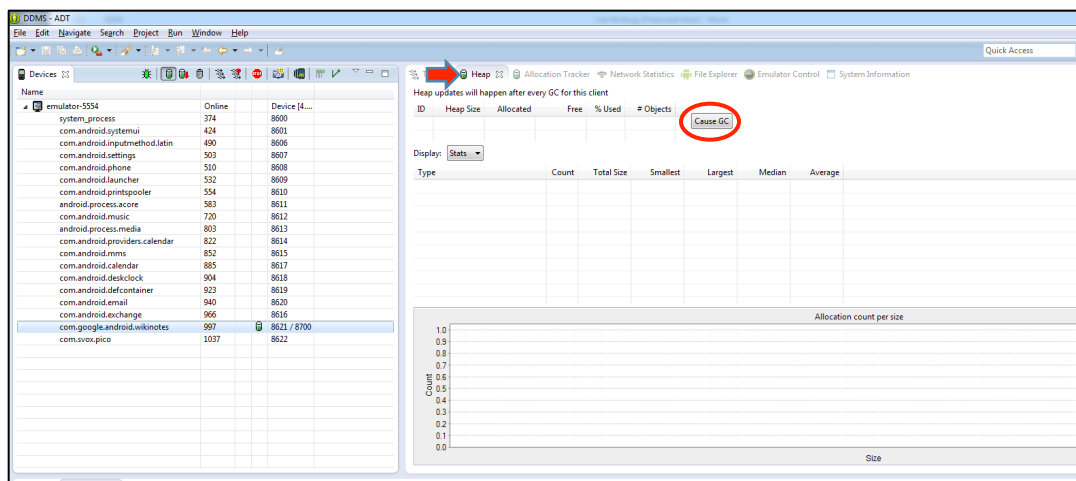 DDMS - ADT
File Edit Navigate Search Project Run Window Help
Quick Access
Devices
Heap Allocation Tracker Network Statistics File Explorer Emulator Control System Information
Name
emulator-5554 Online Device [4....
system_process 374 8600
com.android.systemui 424 8601
com.android.inputmethod.latin 490 8606
com.android.settings 503 8607
com.android.phone 510 8608
com.android.launcher 532 8609
com.android.printspooler 554 8610
android.process.acore 583 8611
com.android.music 720 8612
android.process.media 803 8613
com.android.providers.calendar 822 8614
com.android.mms 852 8615
com.android.calendar 885 8617
com.android.deskclock 904 8618
com.android.defcontainer 923 8619
com.android.email 940 8620
com.android.exchange 966 8616
com.google.android.wikinotes 997 8621 / 8700
com.svox.pico 1037 8622
Heap updates will happen after every GC for this client
ID Heap Size Allocated Free % Used # Objects
Cause GC
Display: Stats
Type Count Total Size Smallest Largest Median Average
Allocation count per size
Count
1.0
0.9
0.8
0.7
0.6
0.5
0.4
0.3
0.2
0.1
0.0
Size